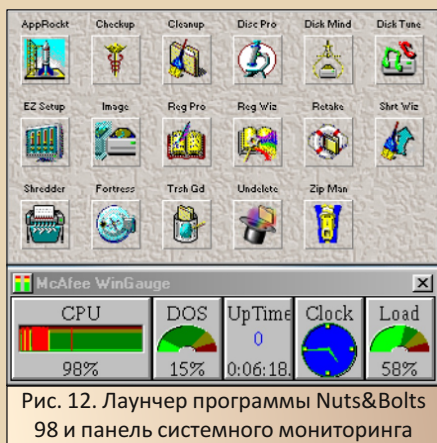 AppRockt Checkup Cleanup Disc Pro Disk Mind Disk Tune
EZ Setup Image Reg Pro Reg Wiz Retake Shrt Wiz
Shredder Fortress Trsh Gd Undelete Zip Man
McAfee WinGauge
CPU DOS UpTime Clock Load
0
98% 15% 0:06:18. 58%
Рис. 12. Лаунчер программы Nuts&Bolts
98 и панель системного мониторинга